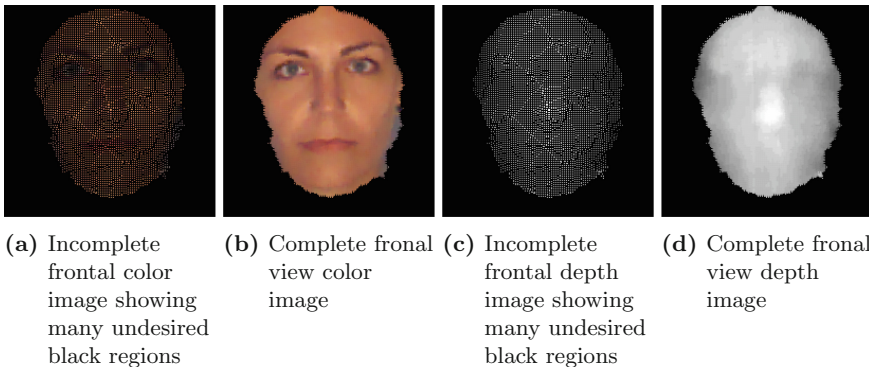 (a) Incomplete
frontal color
image showing
many undesired
black regions
(b) Complete fronal
view color
image
(c) Incomplete
frontal depth
image showing
many undesired
black regions
(d) Complete fronal
view depth
image